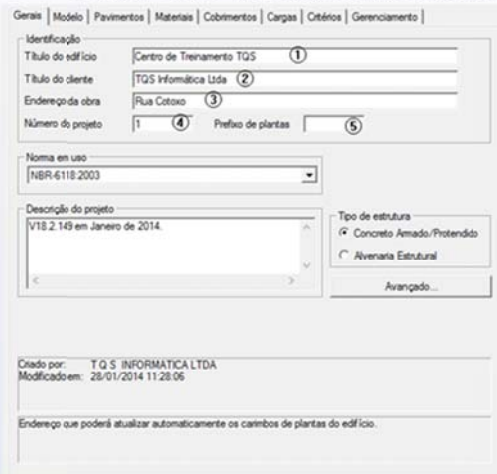 Gerais Modelo Pavimentos Materiais Cobrimentos Cargas Critérios Gerenciamento
Identificação
Título do edifício Centro de Treinamento TQS ①
Título do cliente TQS Informática Ltda ②
Endereço da obra Rua Cotoxo ③
Número do projeto 1 ④ Prefixo de plantas ⑤
Norma en uso
NBR-6118:2003
Descrição do projeto
V18.2.149 em Janeiro de 2014.
Tipo de estrutura
Concreto Armado/Protendido
Alvenaria Estrutural
Avançado...
Criado por: T Q S INFORMATICA LTDA
Modificado em: 28/01/2014 11:28:06
Endereço que poderá atualizar automaticamente os carimbos de plantas do edifício.